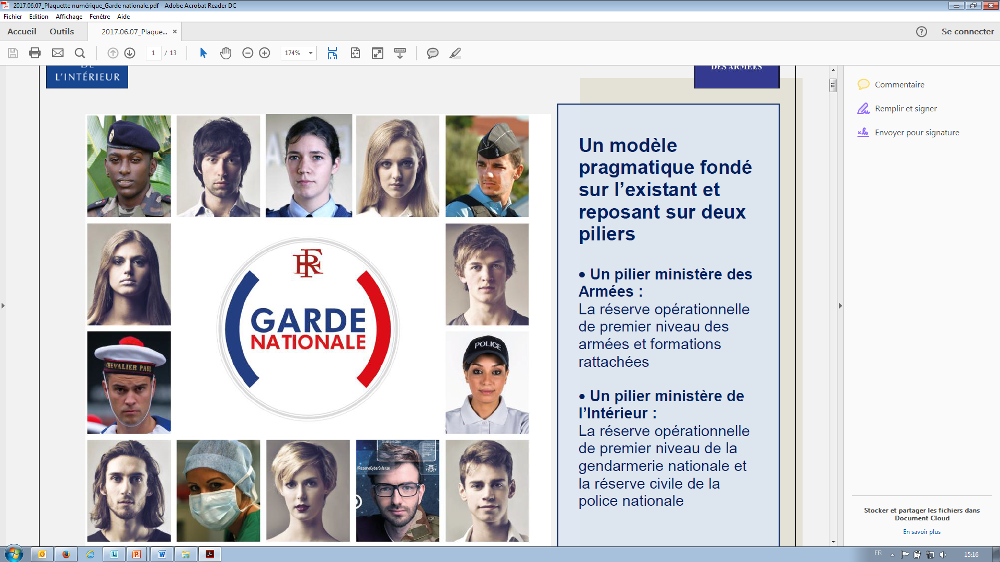 2017.06.07_Plaquette numérique_Garde nationale.pdf - Adobe Acrobat Reader DC
Fichier Edition Affichage Fenêtre Aide
Accueil Outils 2017.06.07_Plaque... × Se connecter
1 / 13 174%
DE
L'INTÉRIEUR
DES ARMÉES
Commentaire
Remplir et signer
Envoyer pour signature
Un modèle
pragmatique fondé
sur l'existant et
reposant sur deux
piliers
• Un pilier ministère des
Armées :
La réserve opérationnelle
de premier niveau des
armées et formations
rattachées
• Un pilier ministère de
l'Intérieur :
La réserve opérationnelle
de premier niveau de la
gendarmerie nationale et
la réserve civile de la
police nationale
RF
GARDE
NATIONALE
POLICE
CHEVALIER PAUL
#ReserveCyberDefense
Stocker et partager les fichiers dans
Document Cloud
En savoir plus
FR 15:16